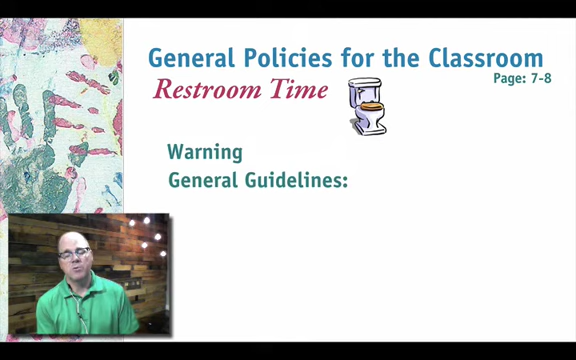 General Policies for the Classroom
Page: 7-8
Restroom Time
Warning
General Guidelines: